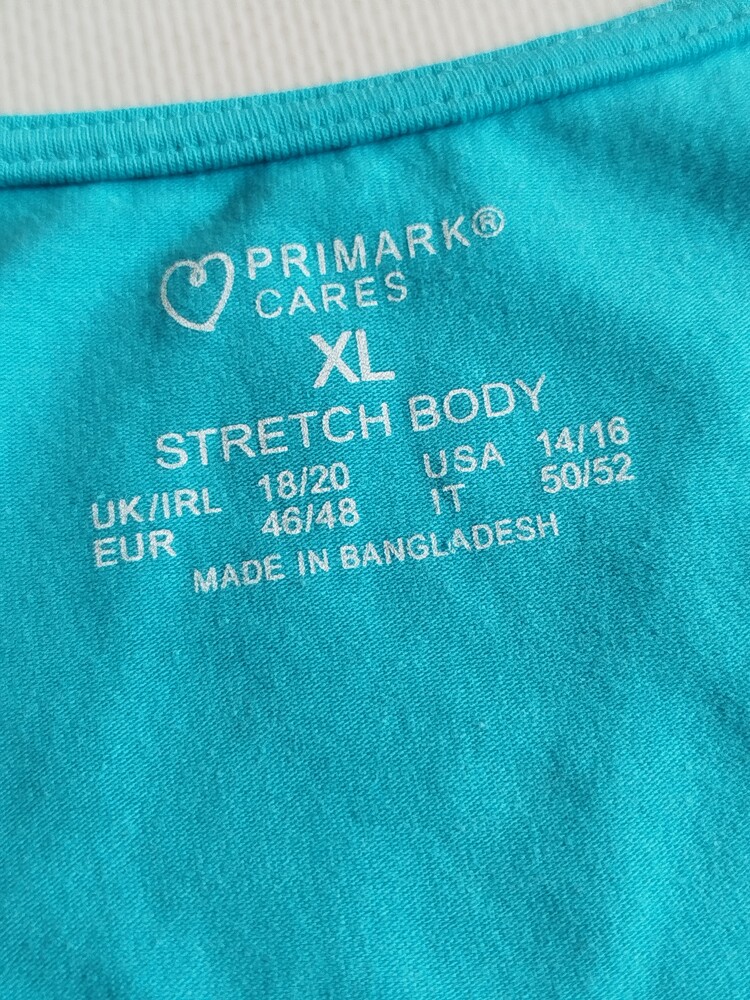 PRIMARK®
CARES
XL
STRETCH BODY
UK/IRL 18/20 USA 14/16
EUR 46/48 IT 50/52
MADE IN BANGLADESH